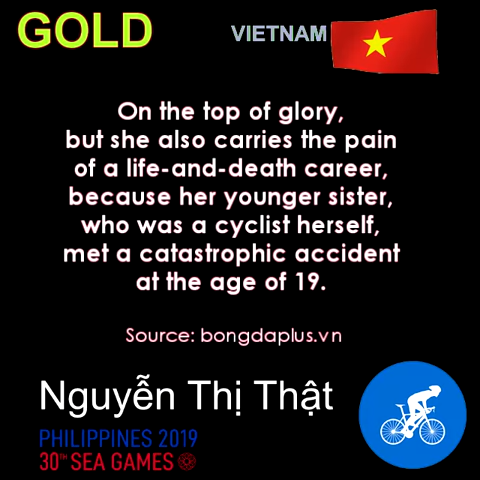 GOLD
VIETNAM
On the top of glory,
but she also carries the pain
of a life-and-death career,
because her younger sister,
who was a cyclist herself,
met a catastrophic accident
at the age of 19.
Source: bongdaplus.vn
Nguyễn Thị Thật
PHILIPPINES 2019
30TH SEA GAMES